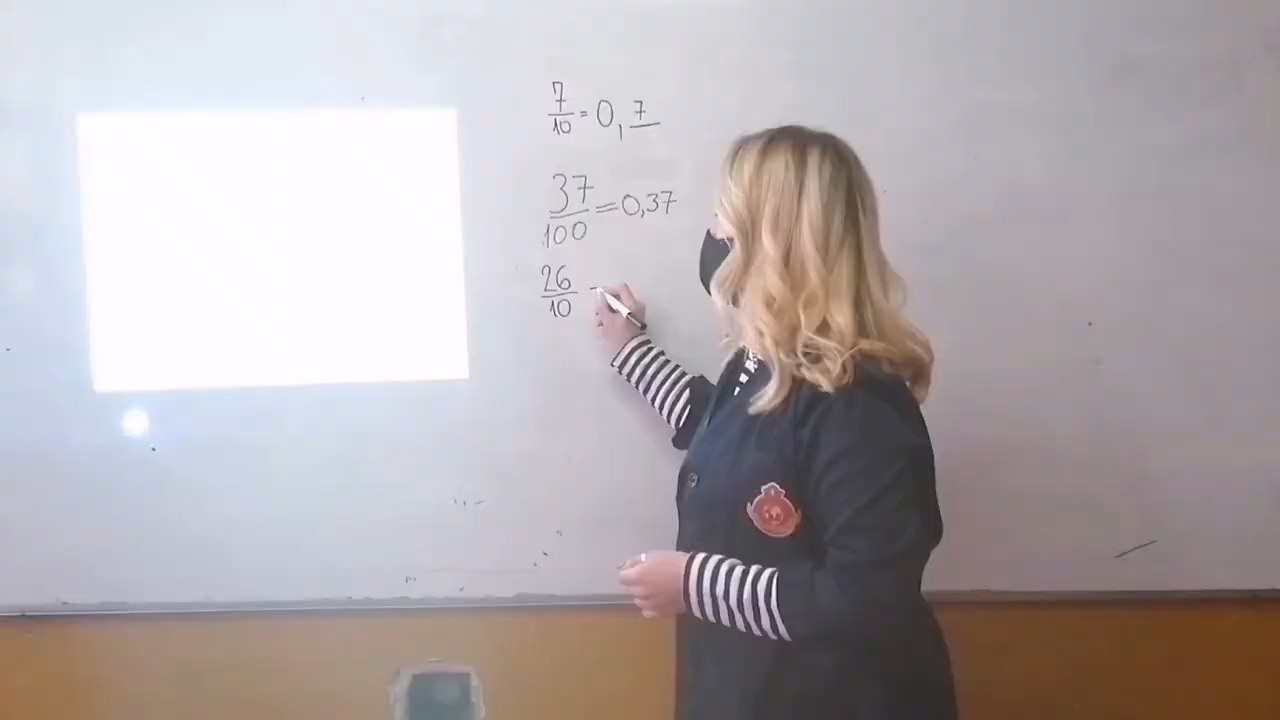 7/10 = 0,7
37/100 = 0,37
26/10